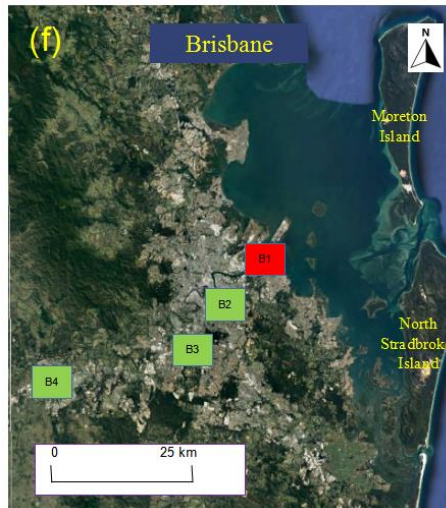 (f)
Brisbane
N
Moreton
Island
B1
B2
North
Stradbrok
Island
B3
B4
0 25 km